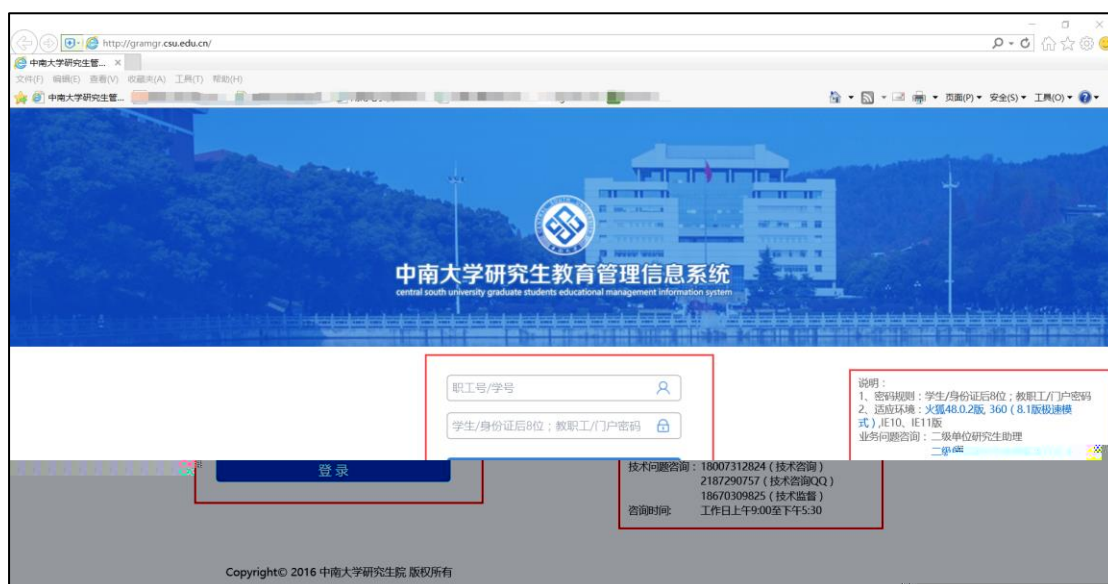 http://gramgr.csu.edu.cn/
中南大学研究生管... ×
文件(F) 编辑(E) 查看(V) 收藏夹(A) 工具(T) 帮助(H)
中南大学研究生管...
页面(P) 安全(S) 工具(O)
中南大学研究生教育管理信息系统
central south university graduate students educational management information system
职工号/学号
学生/身份证后8位；教职工/门户密码
说明：
1、密码规则：学生/身份证后8位；教职工/门户密码
2、适应环境：火狐48.0.2版, 360（8.1版极速模
式）,IE10、IE11版
业务问题咨询：二级单位研究生助理
二级
登录
技术问题咨询：18007312824（技术咨询）
2187290757（技术咨询QQ）
18670309825（技术监督）
咨询时间: 工作日上午9:00至下午5:30
Copyright© 2016 中南大学研究生院 版权所有